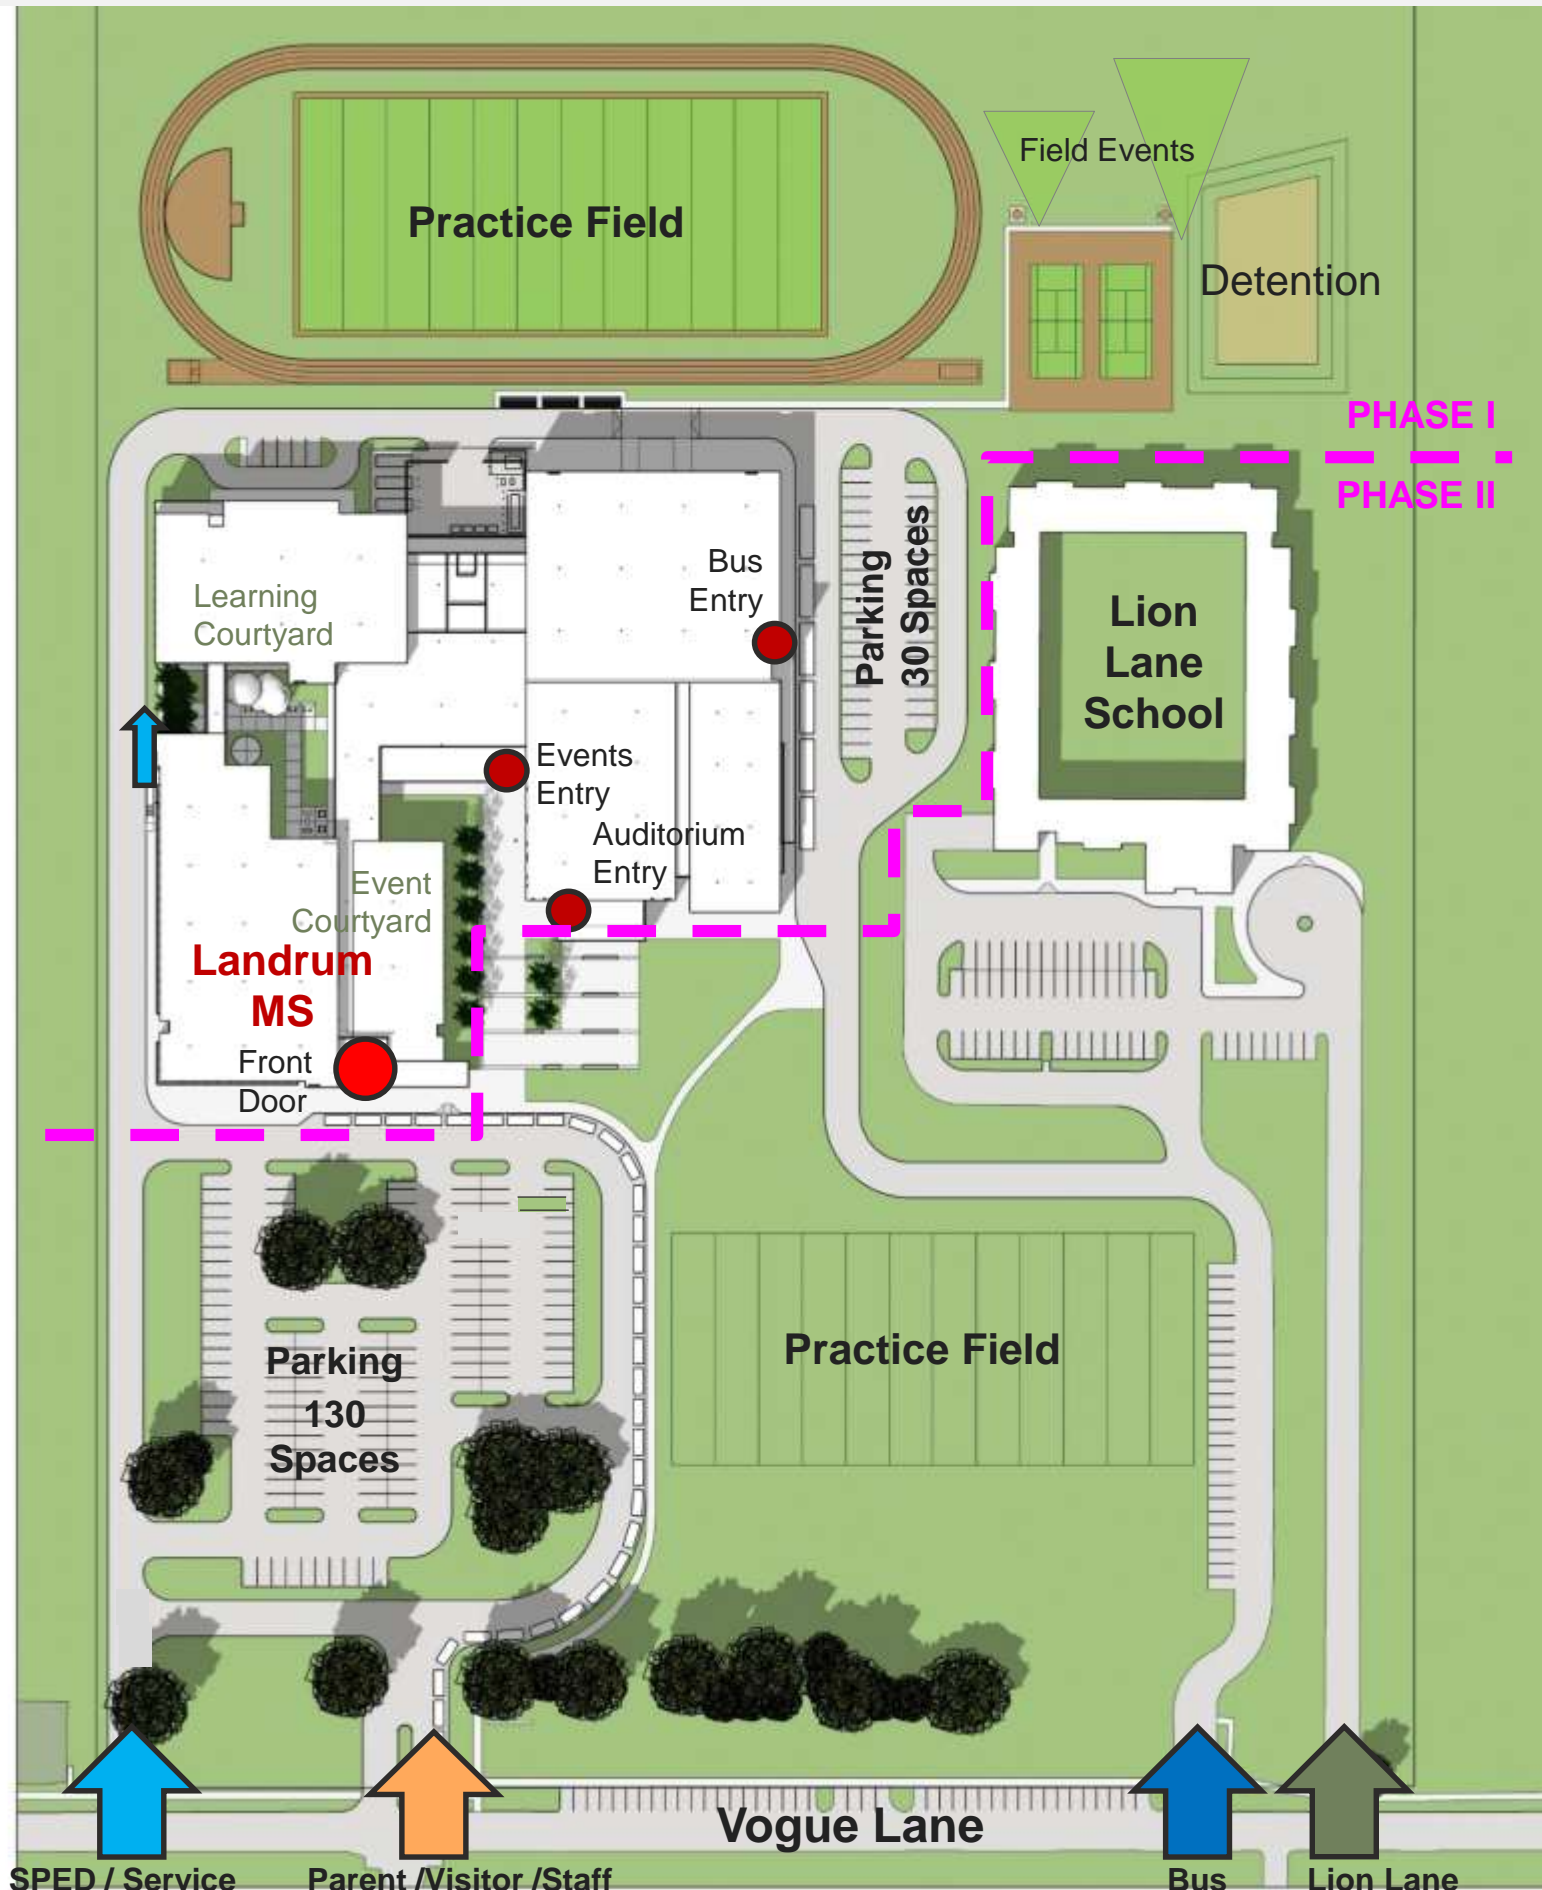 Field Events
Practice Field
Detention
PHASE I
PHASE II
Parking
30 Spaces
Bus
Entry
Learning
Courtyard
Lion
Lane
School
Events
Entry
Auditorium
Entry
Event
Courtyard
Landrum
MS
Front
Door
Practice Field
Parking
130
Spaces
Vogue Lane
SPED / Service
Parent /Visitor /Staff
Bus
Lion Lane